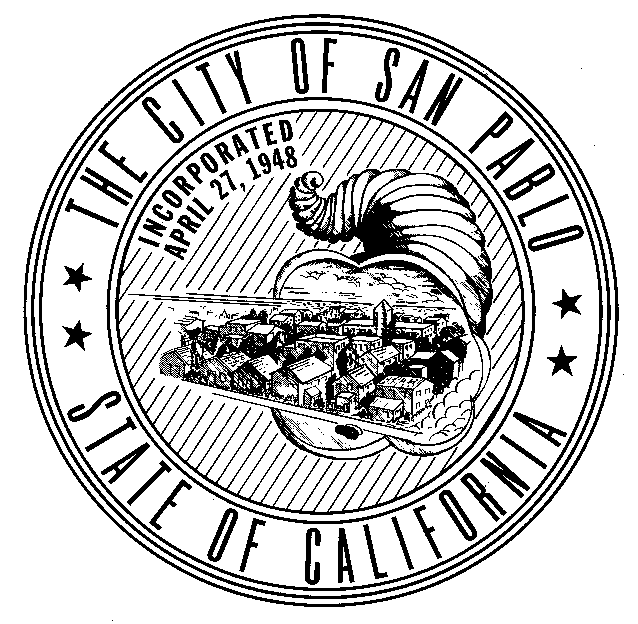 THE CITY OF SAN PABLO
INCORPORATED
APRIL 27, 1948
STATE OF CALIFORNIA